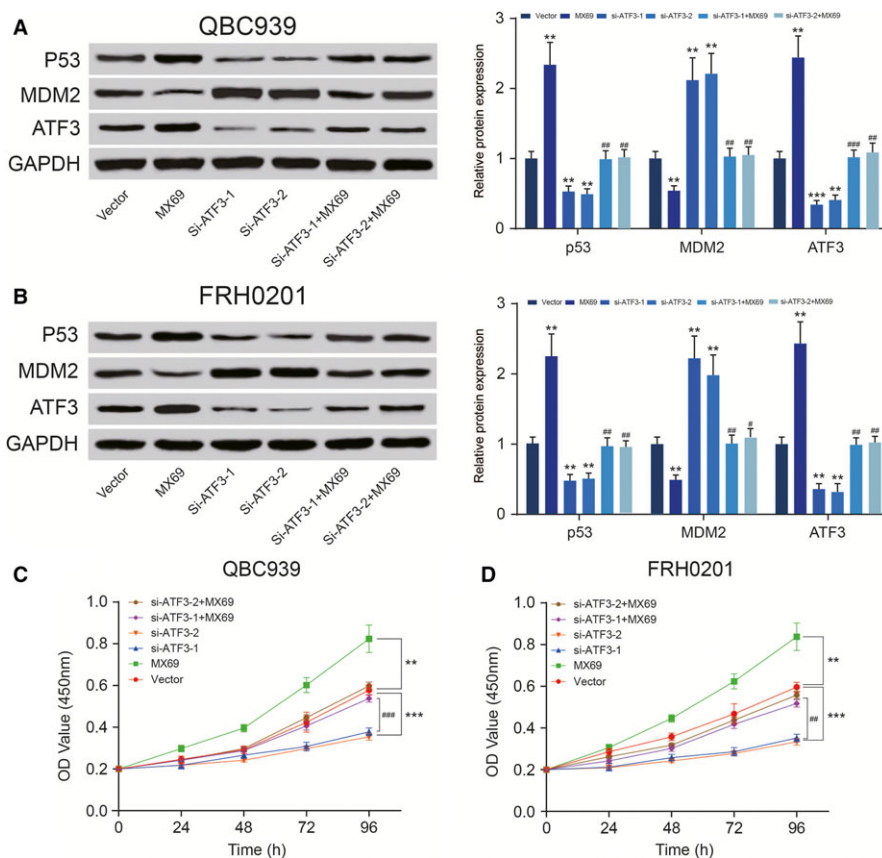 A
QBC939
P53
MDM2
ATF3
GAPDH
Vector
MX69
Si-ATF3-1
Si-ATF3-2
Si-ATF3-1+MX69
Si-ATF3-2+MX69
Vector MX69 si-ATF3-1 si-ATF3-2 si-ATF3-1+MX69 si-ATF3-2+MX69
Relative protein expression
3
2
1
0
** ** ** ## ##
** ** ** ## ##
** *** ** ### ##
p53 MDM2 ATF3
B
FRH0201
P53
MDM2
ATF3
GAPDH
Vector
MX69
Si-ATF3-1
Si-ATF3-2
Si-ATF3-1+MX69
Si-ATF3-2+MX69
Vector MX69 si-ATF3-1 si-ATF3-2 si-ATF3-1+MX69 si-ATF3-2+MX69
Relative protein expression
3
2
1
0
** ** ** ## ##
** ** ** ## #
** ** ** ## ##
p53 MDM2 ATF3
C
QBC939
si-ATF3-2+MX69
si-ATF3-1+MX69
si-ATF3-2
si-ATF3-1
MX69
Vector
OD Value (450nm)
1.0
0.8
0.6
0.4
0.2
0.0
**
###
***
0 24 48 72 96
Time (h)
D
FRH0201
si-ATF3-2+MX69
si-ATF3-1+MX69
si-ATF3-2
si-ATF3-1
MX69
Vector
OD Value (450nm)
1.0
0.8
0.6
0.4
0.2
0.0
**
##
***
0 24 48 72 96
Time (h)